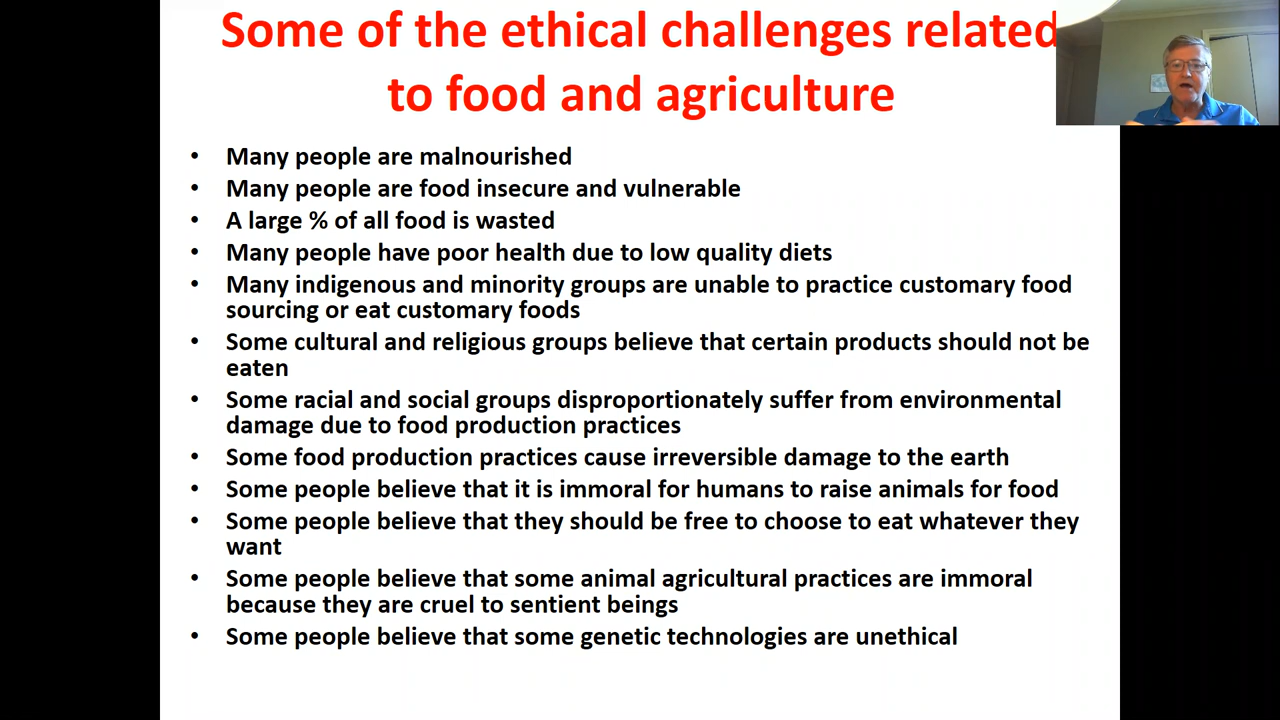 Some of the ethical challenges related
to food and agriculture
• Many people are malnourished
• Many people are food insecure and vulnerable
• A large % of all food is wasted
• Many people have poor health due to low quality diets
• Many indigenous and minority groups are unable to practice customary food
sourcing or eat customary foods
• Some cultural and religious groups believe that certain products should not be
eaten
• Some racial and social groups disproportionately suffer from environmental
damage due to food production practices
• Some food production practices cause irreversible damage to the earth
• Some people believe that it is immoral for humans to raise animals for food
• Some people believe that they should be free to choose to eat whatever they
want
• Some people believe that some animal agricultural practices are immoral
because they are cruel to sentient beings
• Some people believe that some genetic technologies are unethical